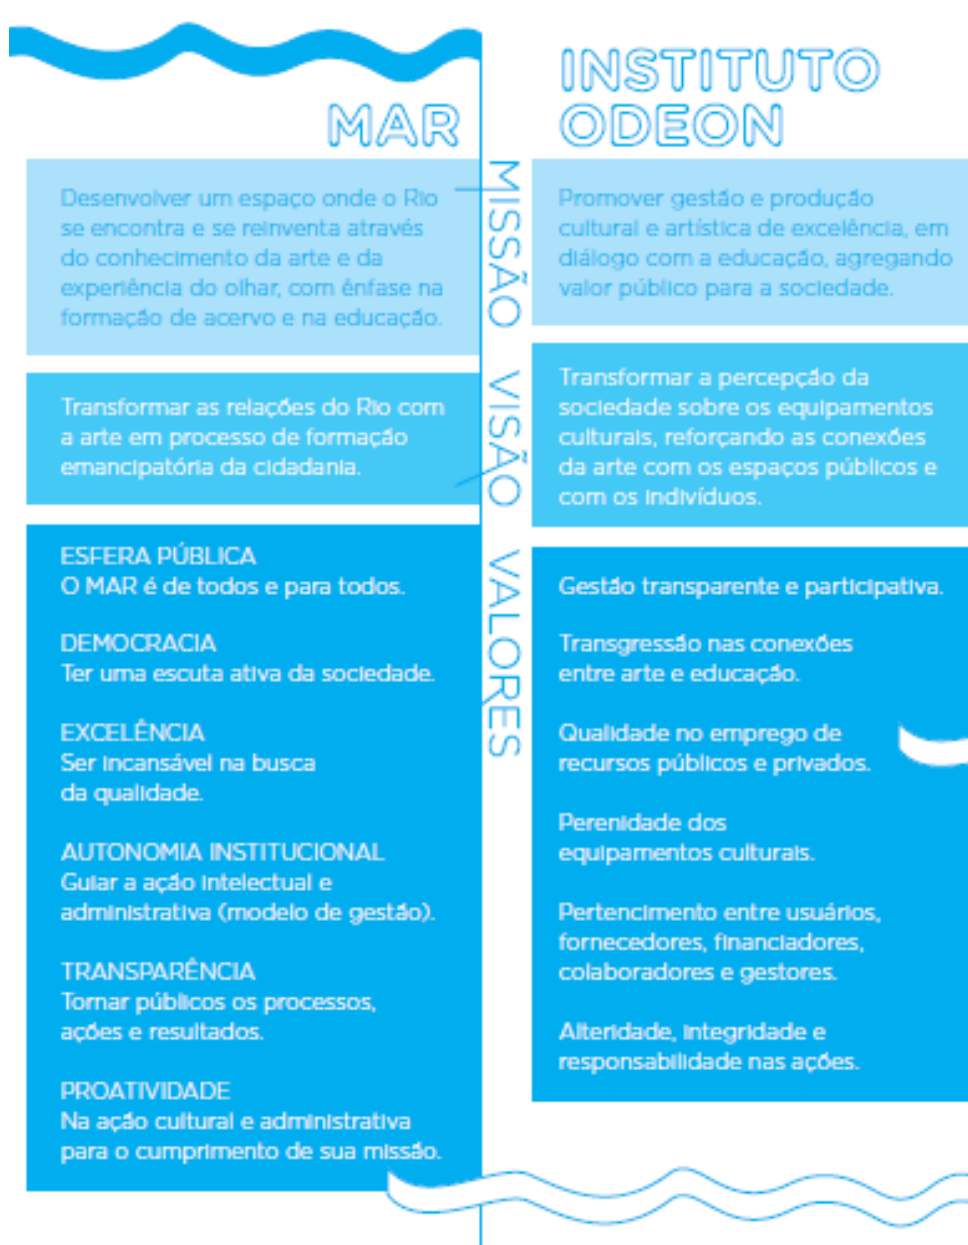 MAR
Desenvolver um espaço onde o Rio
se encontra e se reinventa através
do conhecimento da arte e da
experiência do olhar, com ênfase na
formação de acervo e na educação.
Transformar as relações do Rio com
a arte em processo de formação
emancipatória da cidadania.
ESFERA PÚBLICA
O MAR é de todos e para todos.
DEMOCRACIA
Ter uma escuta ativa da sociedade.
EXCELÊNCIA
Ser incansável na busca
da qualidade.
AUTONOMIA INSTITUCIONAL
Guiar a ação intelectual e
administrativa (modelo de gestão).
TRANSPARÊNCIA
Tornar públicos os processos,
ações e resultados.
PROATIVIDADE
Na ação cultural e administrativa
para o cumprimento de sua missão.
MISSÃO
VISÃO
VALORES
INSTITUTO
ODEON
Promover gestão e produção
cultural e artística de excelência, em
diálogo com a educação, agregando
valor público para a sociedade.
Transformar a percepção da
sociedade sobre os equipamentos
culturais, reforçando as conexões
da arte com os espaços públicos e
com os indivíduos.
Gestão transparente e participativa.
Transgressão nas conexões
entre arte e educação.
Qualidade no emprego de
recursos públicos e privados.
Perenidade dos
equipamentos culturais.
Pertencimento entre usuários,
fornecedores, financiadores,
colaboradores e gestores.
Alteridade, integridade e
responsabilidade nas ações.